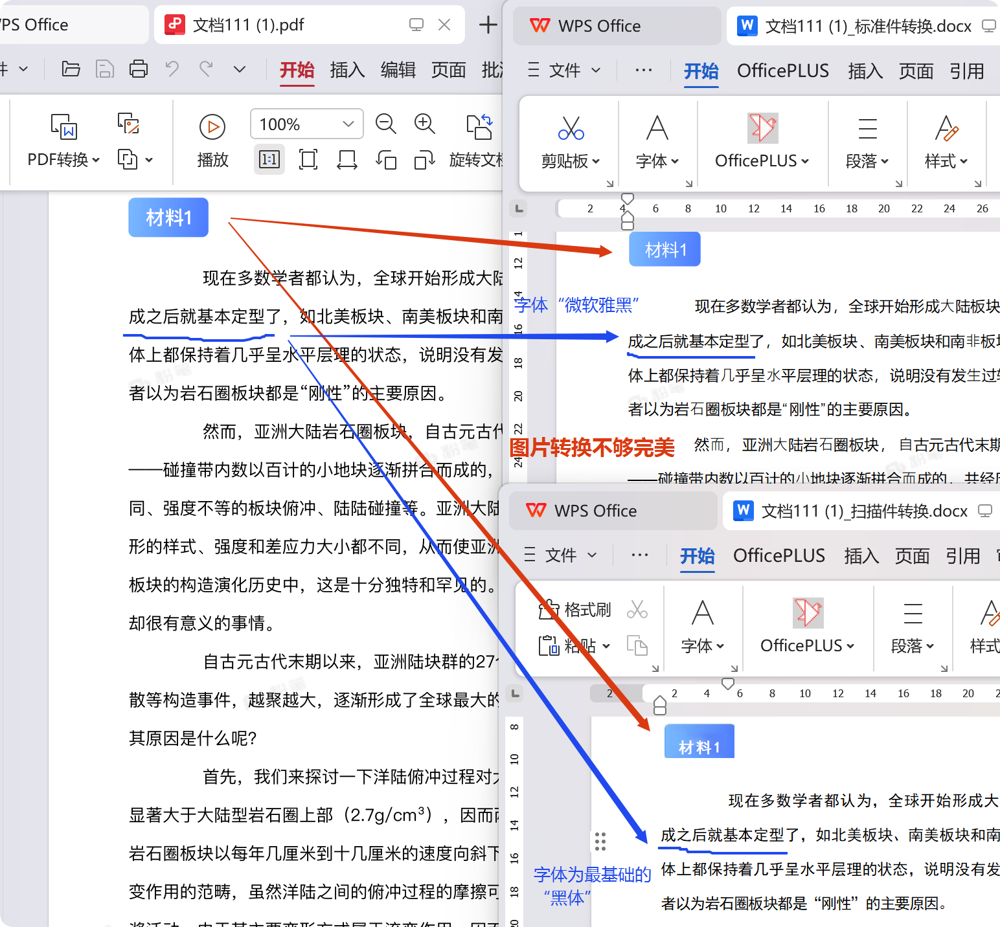 PS Office
文档111 (1).pdf
件
开始 插入 编辑 页面 批
PDF转换
播放
100%
旋转文档
材料1
现在多数学者都认为，全球开始形成大陆
成之后就基本定型了，如北美板块、南美板块和南
体上都保持着几乎呈水平层理的状态，说明没有发
者以为岩石圈板块都是“刚性”的主要原因。
然而，亚洲大陆岩石圈板块，自古元古代
——碰撞带内数以百计的小地块逐渐拼合而成的，
同、强度不等的板块俯冲、陆陆碰撞等。亚洲大陆
形的样式、强度和差应力大小都不同，从而使亚洲
板块的构造演化历史中，这是十分独特和罕见的。
却很有意义的事情。
自古元古代末期以来，亚洲陆块群的27个
散等构造事件，越聚越大，逐渐形成了全球最大的
其原因是什么呢？
首先，我们来探讨一下洋陆俯冲过程对大
显著大于大陆型岩石圈上部（2.7g/cm³），因而
岩石圈板块以每年几厘米到十几厘米的速度向斜下
变作用的范畴，虽然洋陆之间的俯冲过程的摩擦可
粉笔
粉笔
粉笔
WPS Office
文档111 (1)_标准件转换.docx
文件
开始 OfficePLUS 插入 页面 引用
剪贴板
字体
OfficePLUS
段落
样式
2 4 6 8 10 12 14 16 18 20 22 24 26
1
12
14
16
18
20
22
24
材料1
字体“微软雅黑”
现在多数学者都认为，全球开始形成大陆板块
成之后就基本定型了，如北美板块、南美板块和南非板块
体上都保持着几乎呈水平层理的状态，说明没有发生过
者以为岩石圈板块都是“刚性”的主要原因。
图片转换不够完美
然而，亚洲大陆岩石圈板块，自古元古代末期
——碰撞带内数以百计的小地块逐渐拼合而成的，共经历
粉笔
粉笔
WPS Office
文档111 (1)_扫描件转换.docx
文件
开始 OfficePLUS 插入 页面 引用
格式刷
粘贴
字体
OfficePLUS
段落
样式
2 2 4 6 8 10 12 14 16 18 20
8
10
12
14
16
18
20
材料1
现在多数学者都认为，全球开始形成大
成之后就基本定型了，如北美板块、南美板块和南
体上都保持着几乎呈水平层理的状态，说明没有发
者以为岩石圈板块都是“刚性”的主要原因。
字体为最基础的
“黑体”